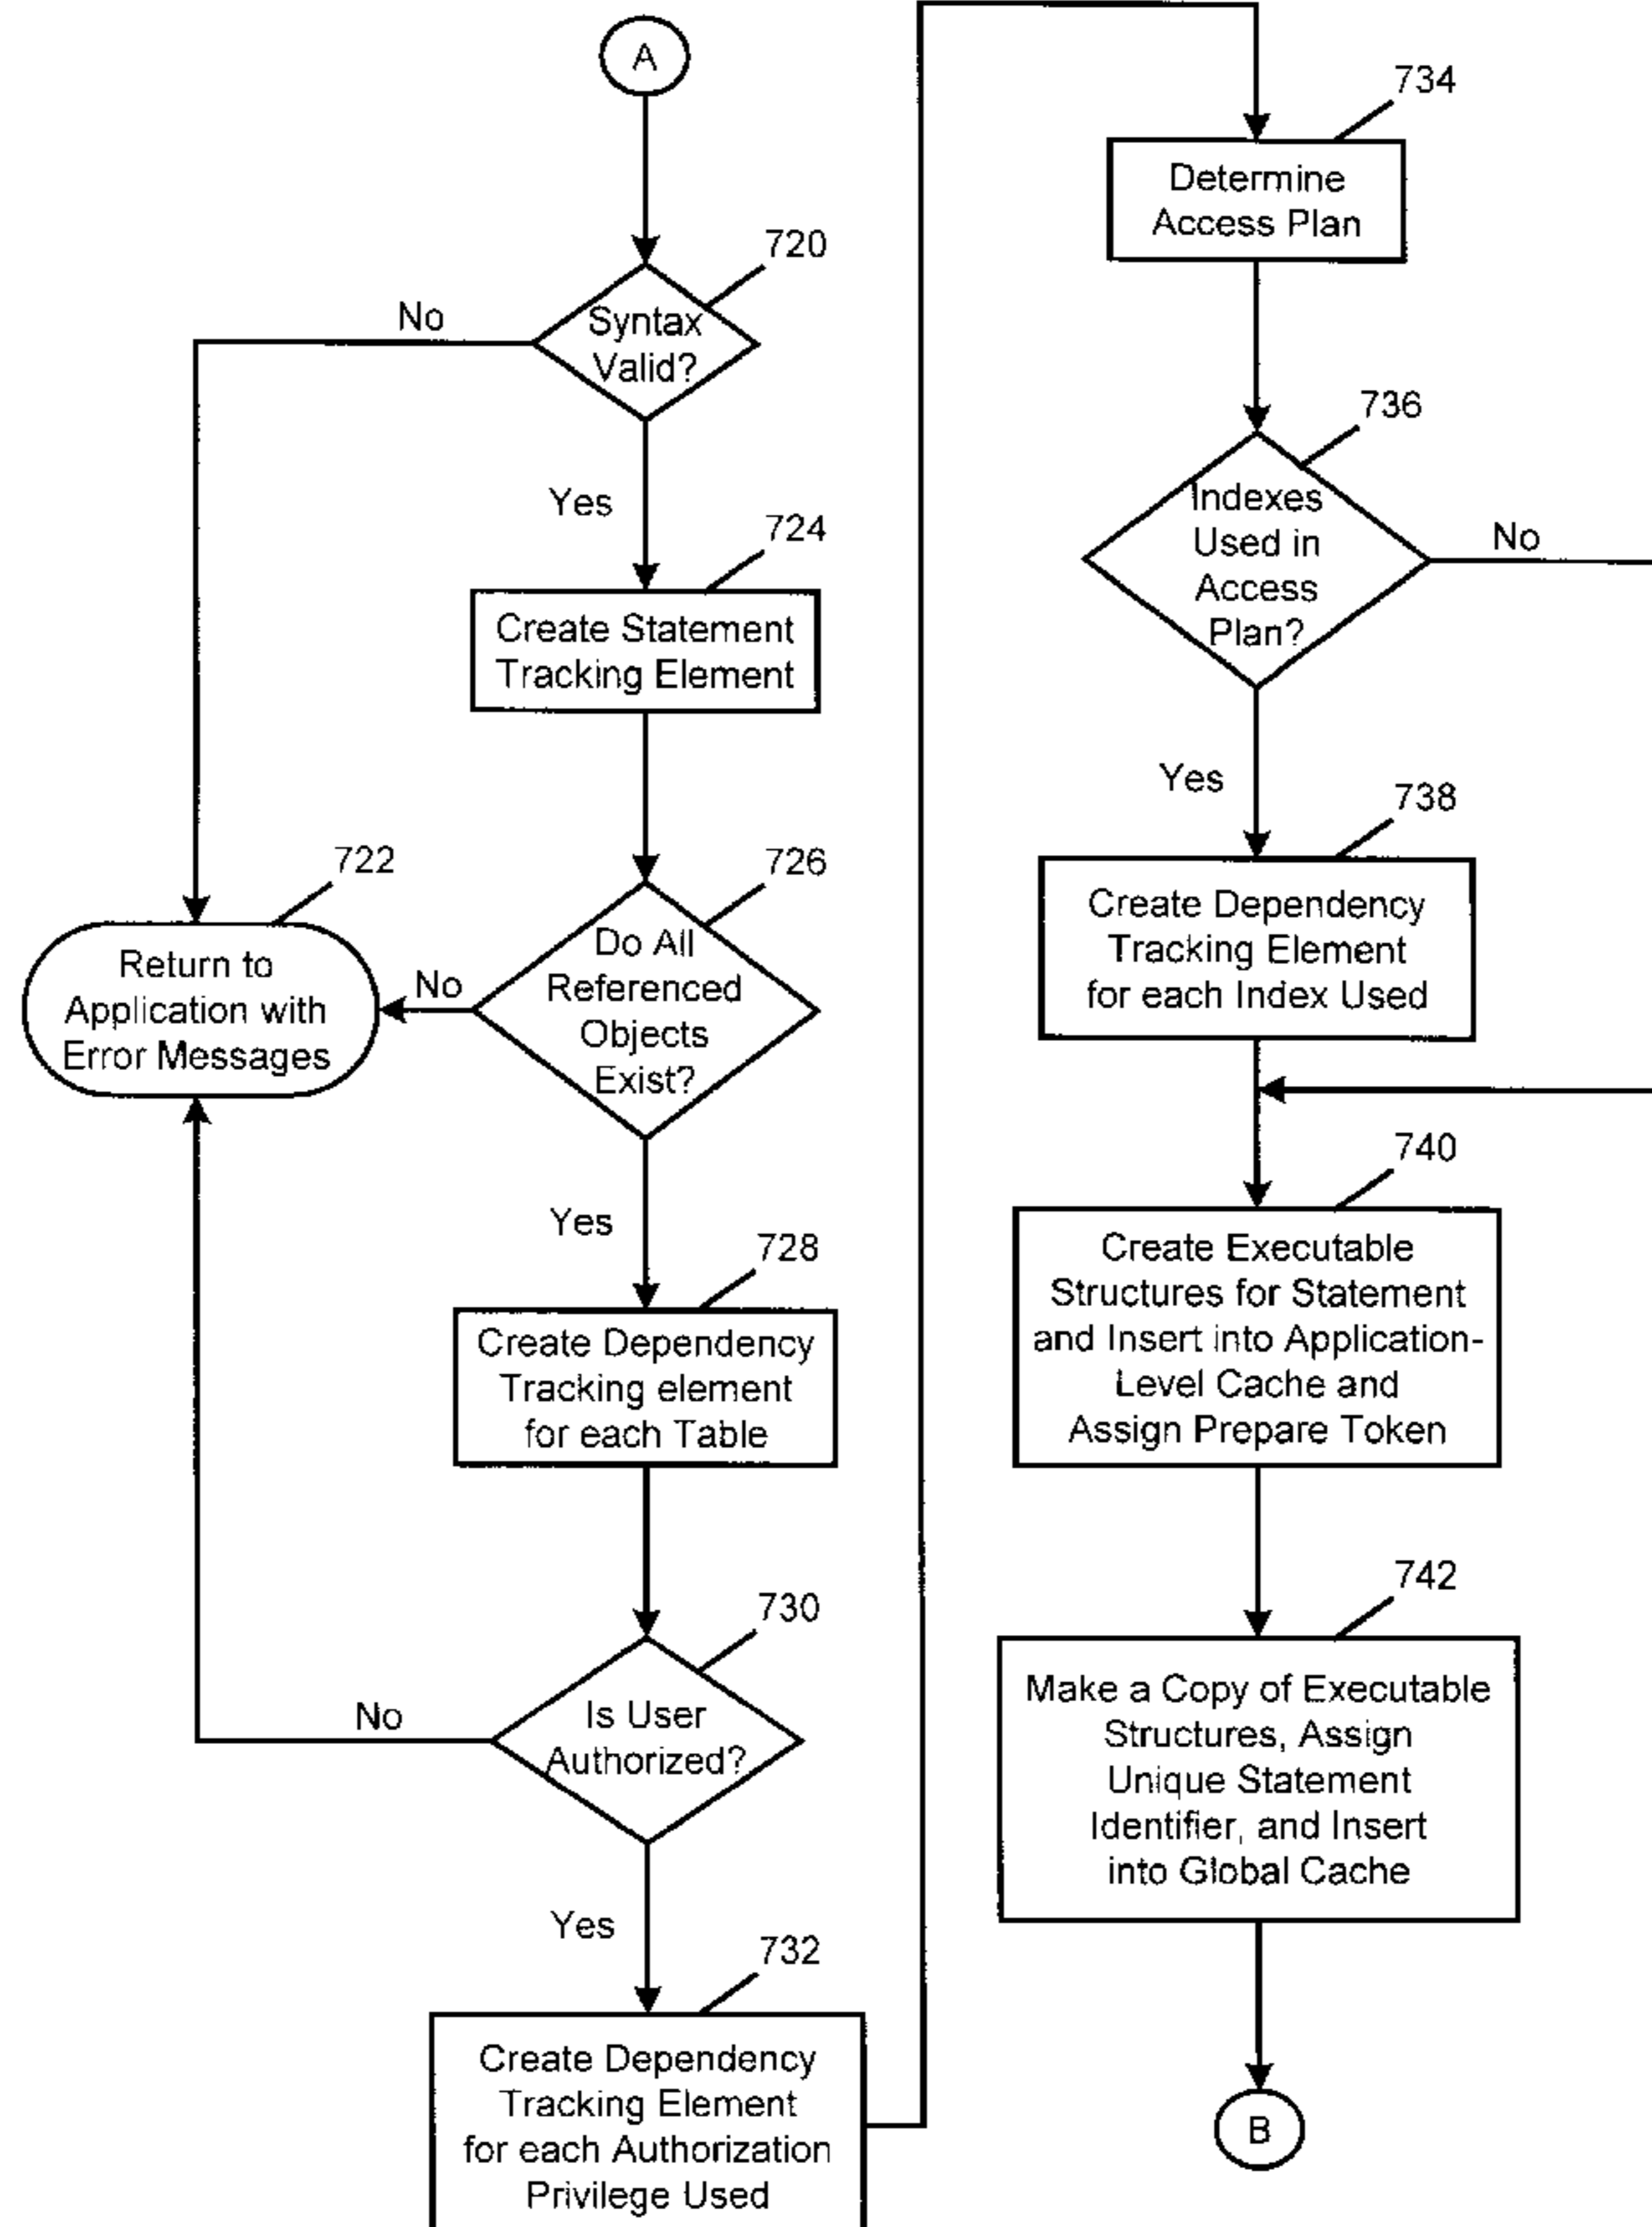 A
720
Syntax
Valid?
No
Yes
724
Create Statement
Tracking Element
722
Return to
Application with
Error Messages
726
Do All
Referenced
Objects
Exist?
No
Yes
728
Create Dependency
Tracking element
for each Table
730
Is User
Authorized?
No
Yes
732
Create Dependency
Tracking Element
for each Authorization
Privilege Used
734
Determine
Access Plan
736
Indexes
Used in
Access
Plan?
No
Yes
738
Create Dependency
Tracking Element
for each Index Used
740
Create Executable
Structures for Statement
and Insert into Application-
Level Cache and
Assign Prepare Token
742
Make a Copy of Executable
Structures, Assign
Unique Statement
Identifier, and Insert
into Global Cache
B